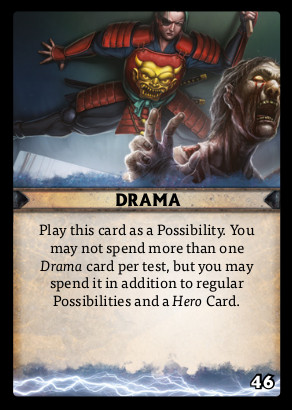 DRAMA
Play this card as a Possibility. You
may not spend more than one
Drama card per test, but you may
spend it in addition to regular
Possibilities and a Hero Card.
46